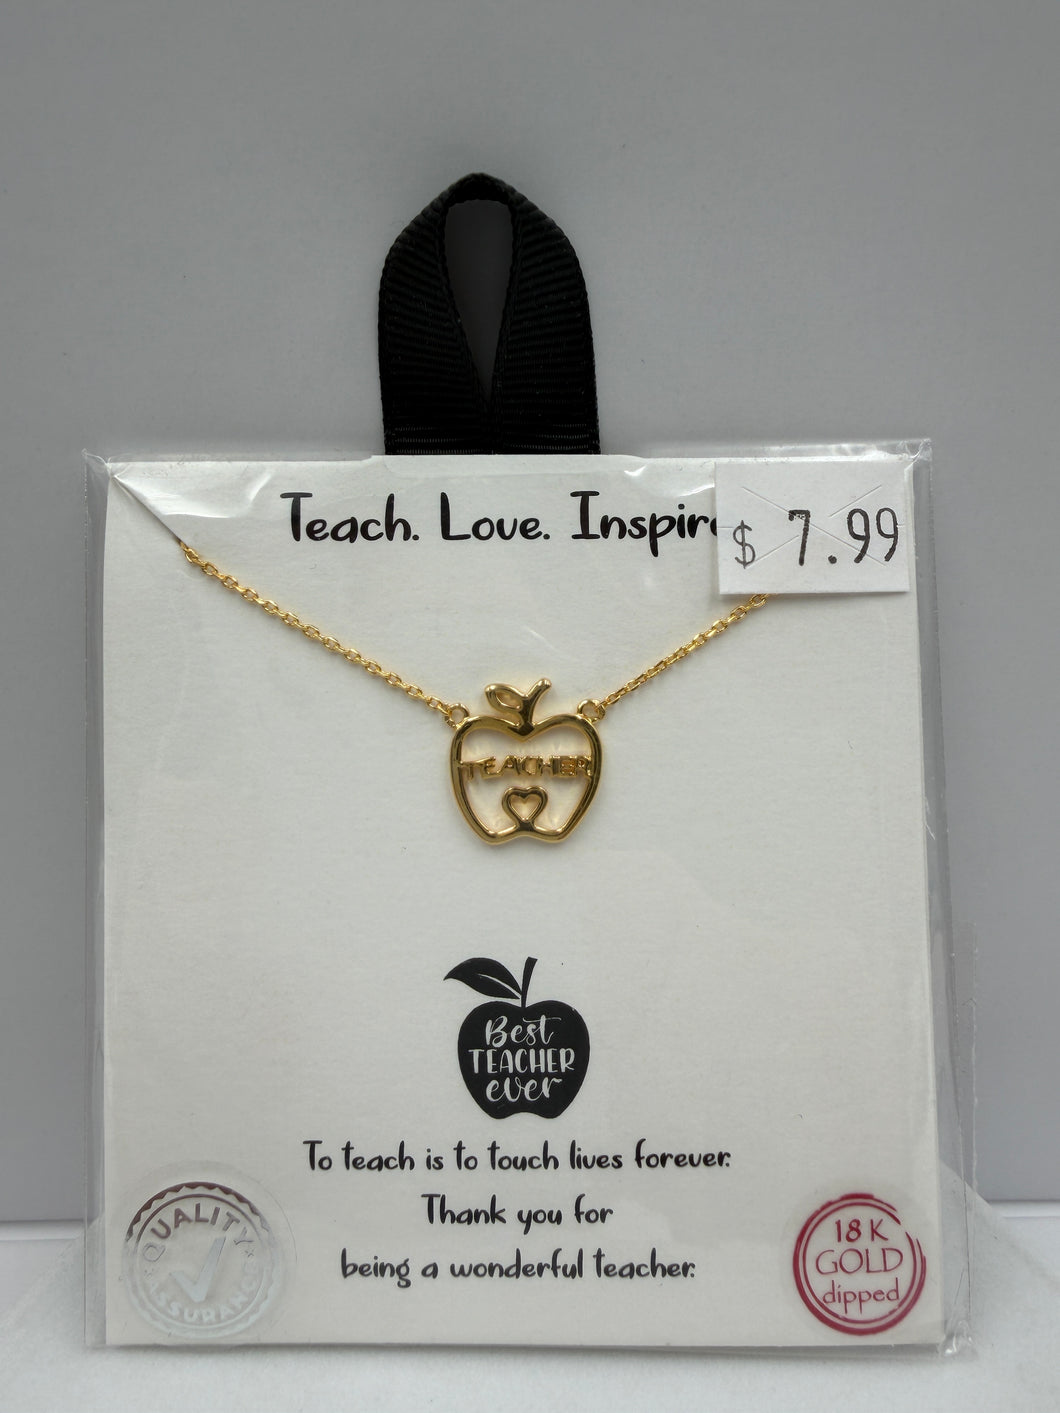 Teach. Love. Inspire
$ 7.99
TEACHER
Best
TEACHER
ever
To teach is to touch lives forever.
Thank you for
being a wonderful teacher.
QUALITY
ASSURANCE
18 K
GOLD
dipped